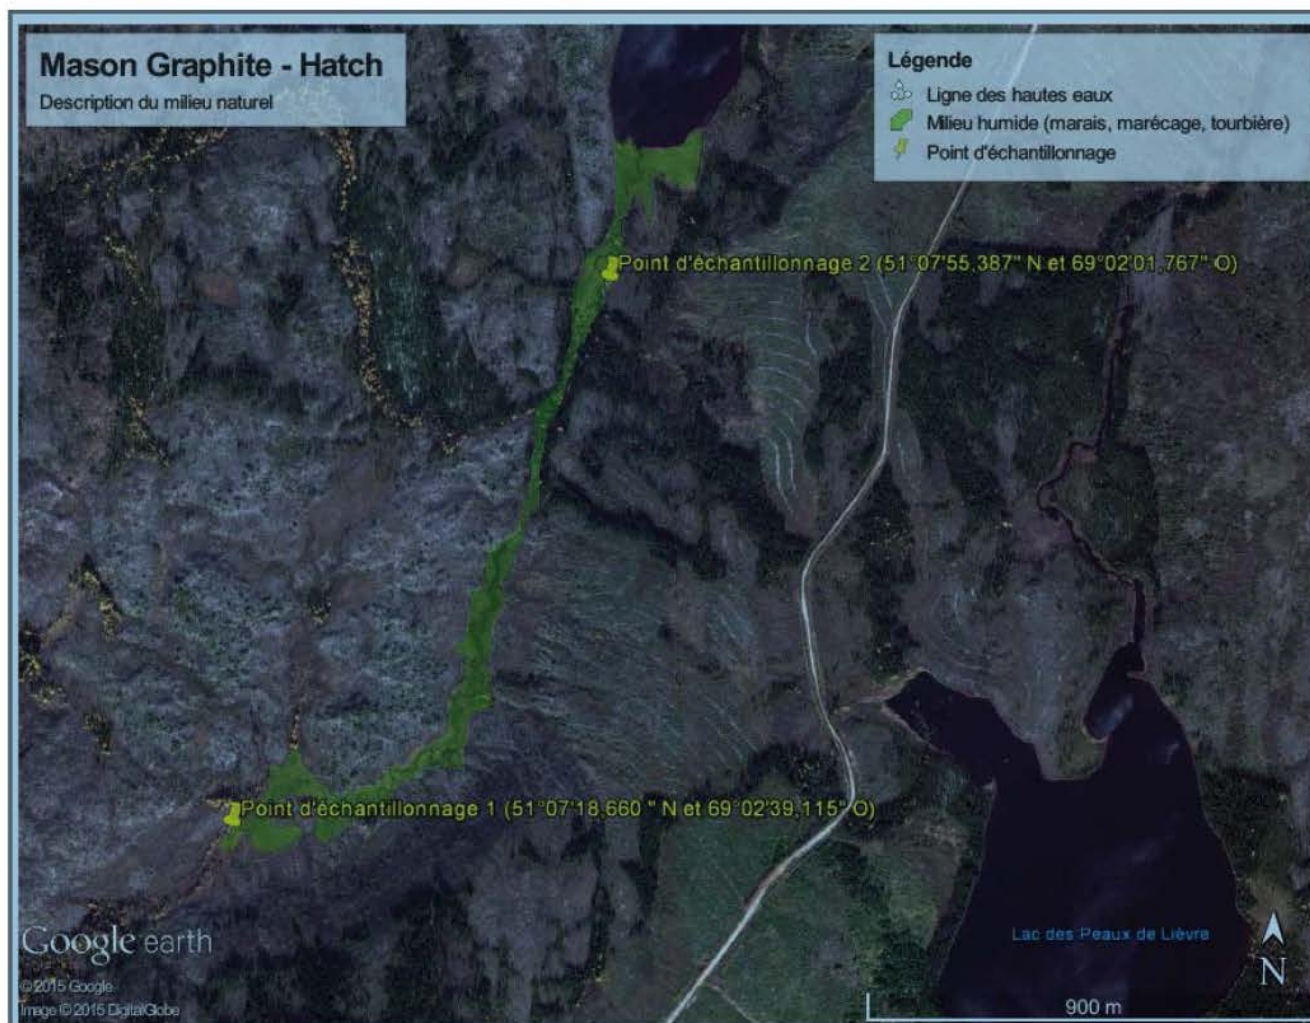 Mason Graphite - Hatch
Description du milieu naturel
Légende
Ligne des hautes eaux
Milieu humide (marais, marécage, tourbière)
Point d'échantillonnage
Point d'échantillonnage 2 (51°07'55,387" N et 69°02'01,767" O)
Point d'échantillonnage 1 (51°07'18,660 " N et 69°02'39,115" O)
Lac des Peaux de Lièvre
Google earth
N
© 2015 Google
Image © 2015 DigitalGlobe
900 m